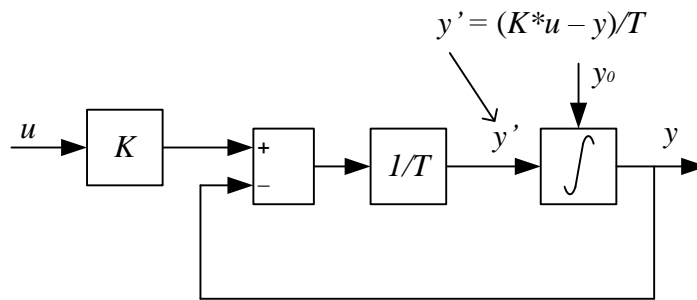 y' = (K*u – y)/T
y0
u
K
+
–
1/T
y'
∫
y